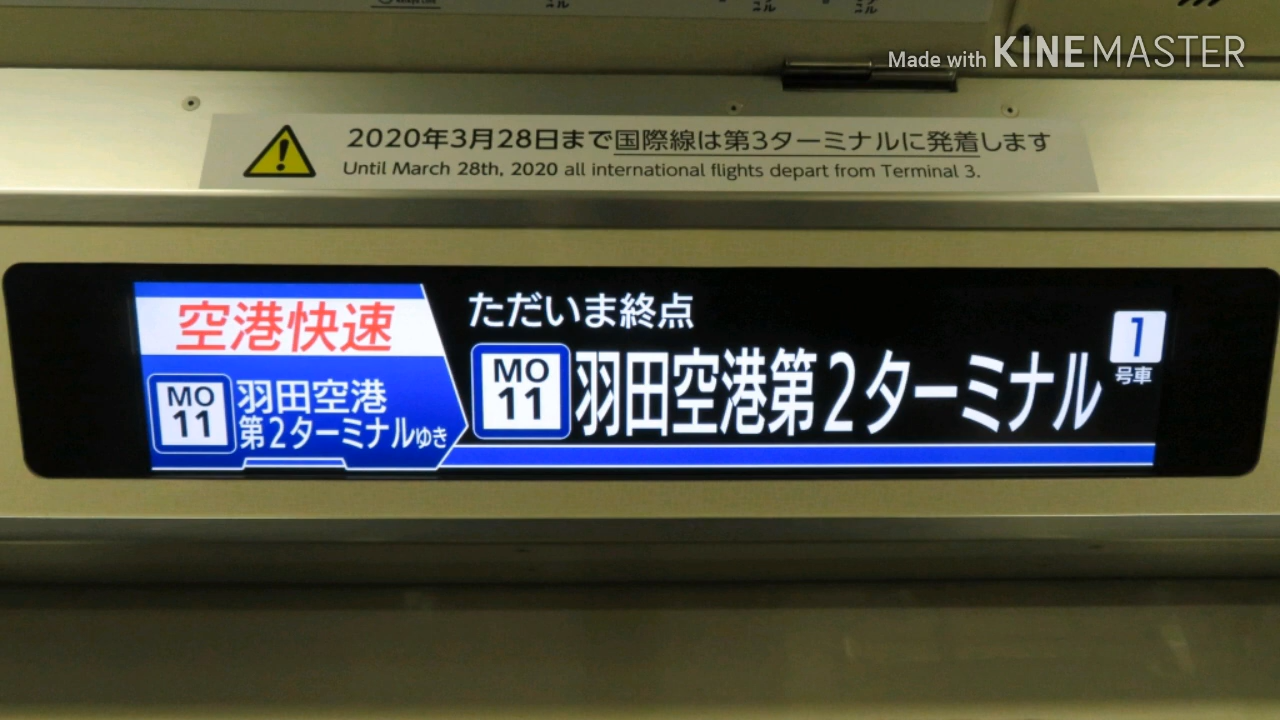 Made with KINEMASTER
2020年3月28日まで国際線は第3ターミナルに発着します
Until March 28th, 2020 all international flights depart from Terminal 3.
空港快速
MO
11
羽田空港
第2ターミナルゆき
ただいま終点
MO
11
羽田空港第2ターミナル
1
号車